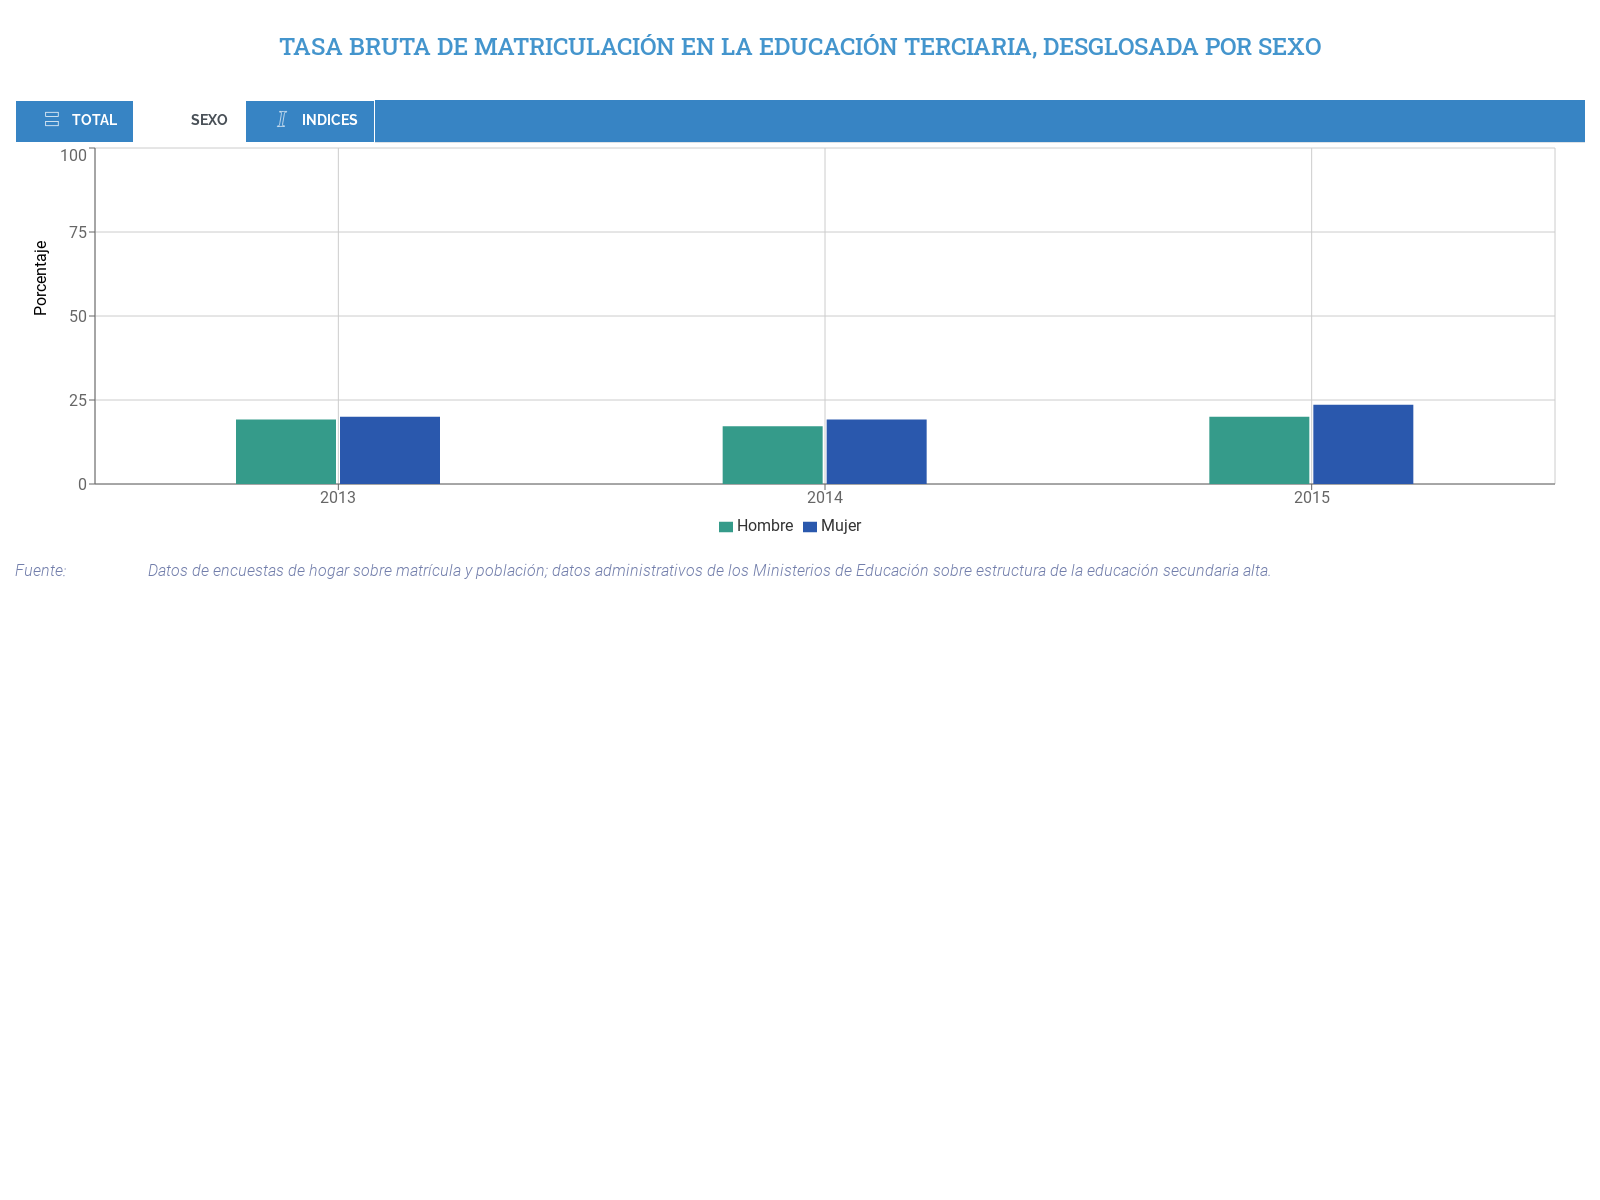 TASA BRUTA DE MATRICULACIÓN EN LA EDUCACIÓN TERCIARIA, DESGLOSADA POR SEXO
TOTAL SEXO INDICES
100
75
50
25
0
Porcentaje
2013 2014 2015
Hombre Mujer
Fuente: Datos de encuestas de hogar sobre matrícula y población; datos administrativos de los Ministerios de Educación sobre estructura de la educación secundaria alta.